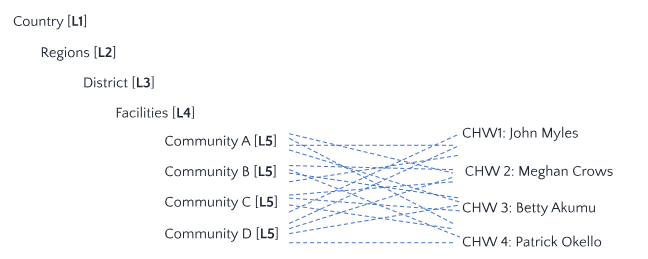 Country [L1]
Regions [L2]
District [L3]
Facilities [L4]
Community A [L5]
Community B [L5]
Community C [L5]
Community D [L5]
CHW1: John Myles
CHW 2: Meghan Crows
CHW 3: Betty Akumu
CHW 4: Patrick Okello